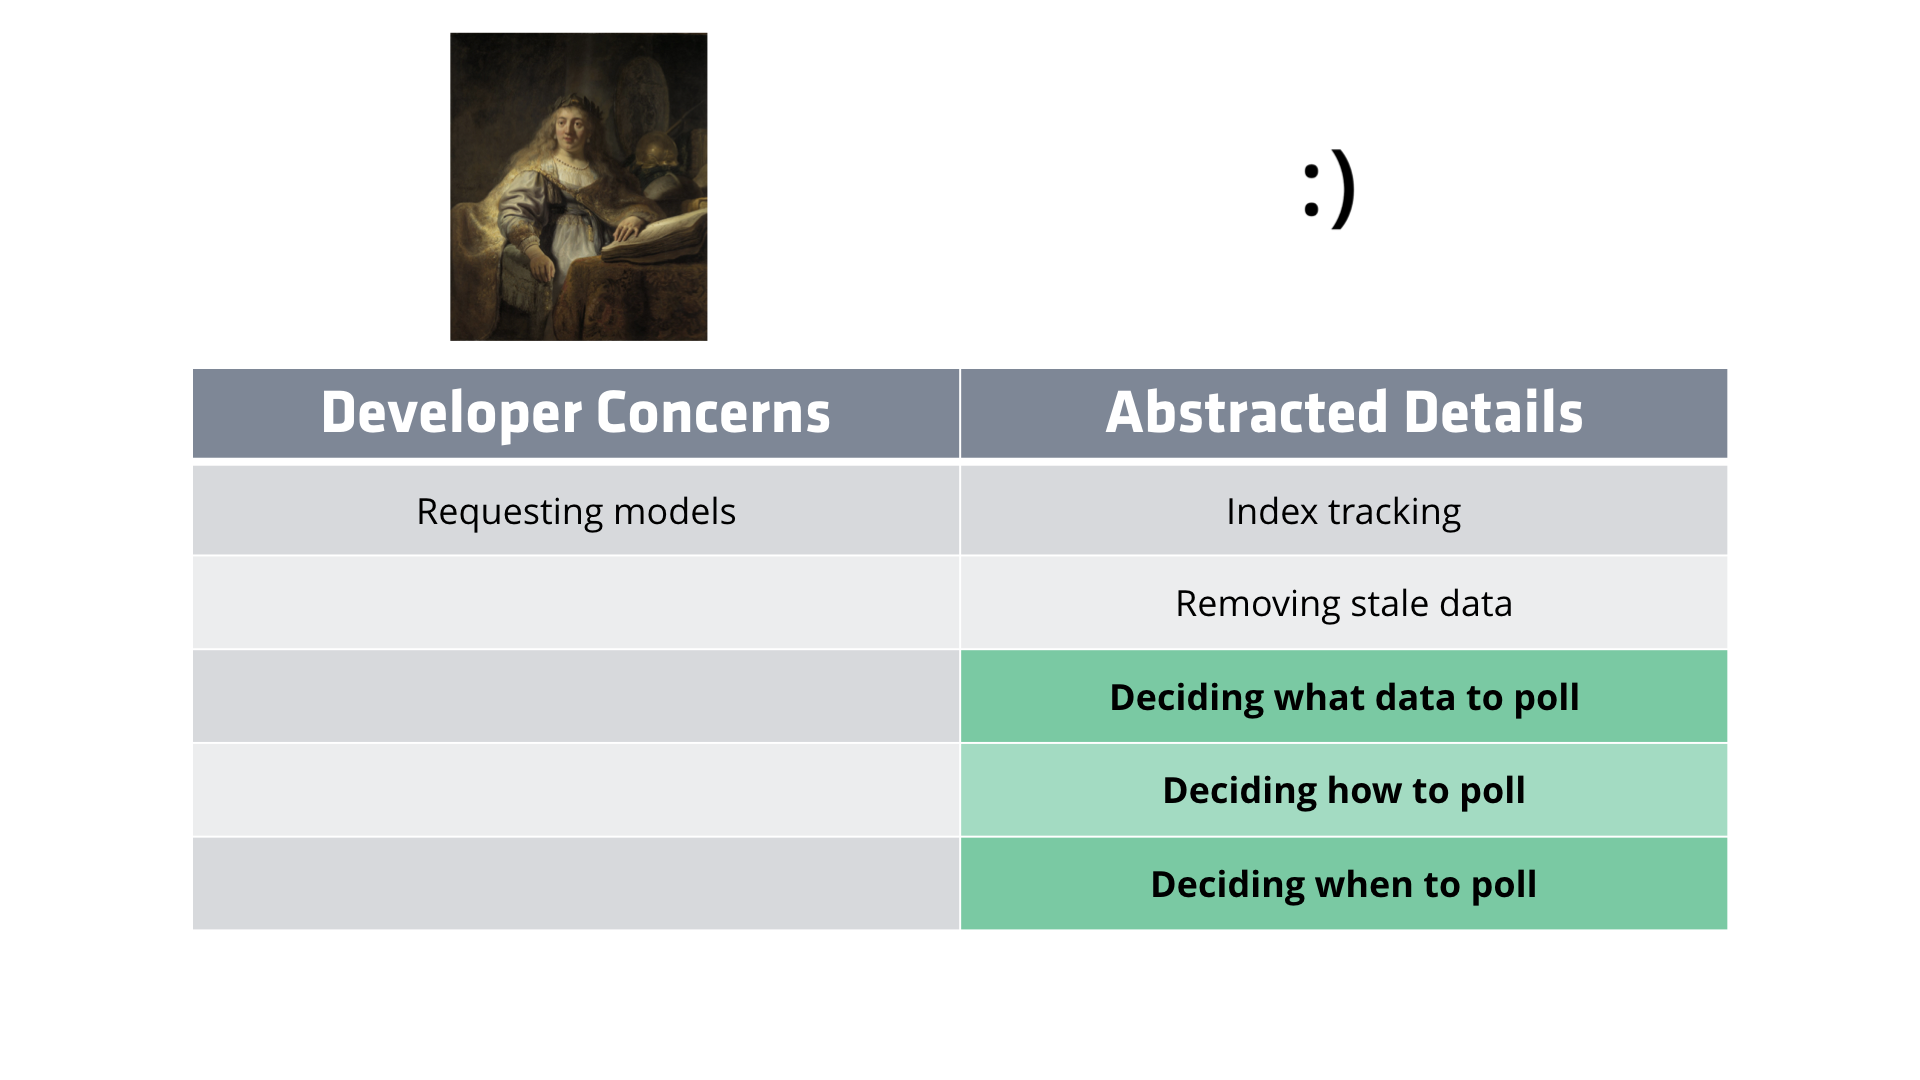 :)
Developer Concerns
Abstracted Details
Requesting models
Index tracking
Removing stale data
Deciding what data to poll
Deciding how to poll
Deciding when to poll